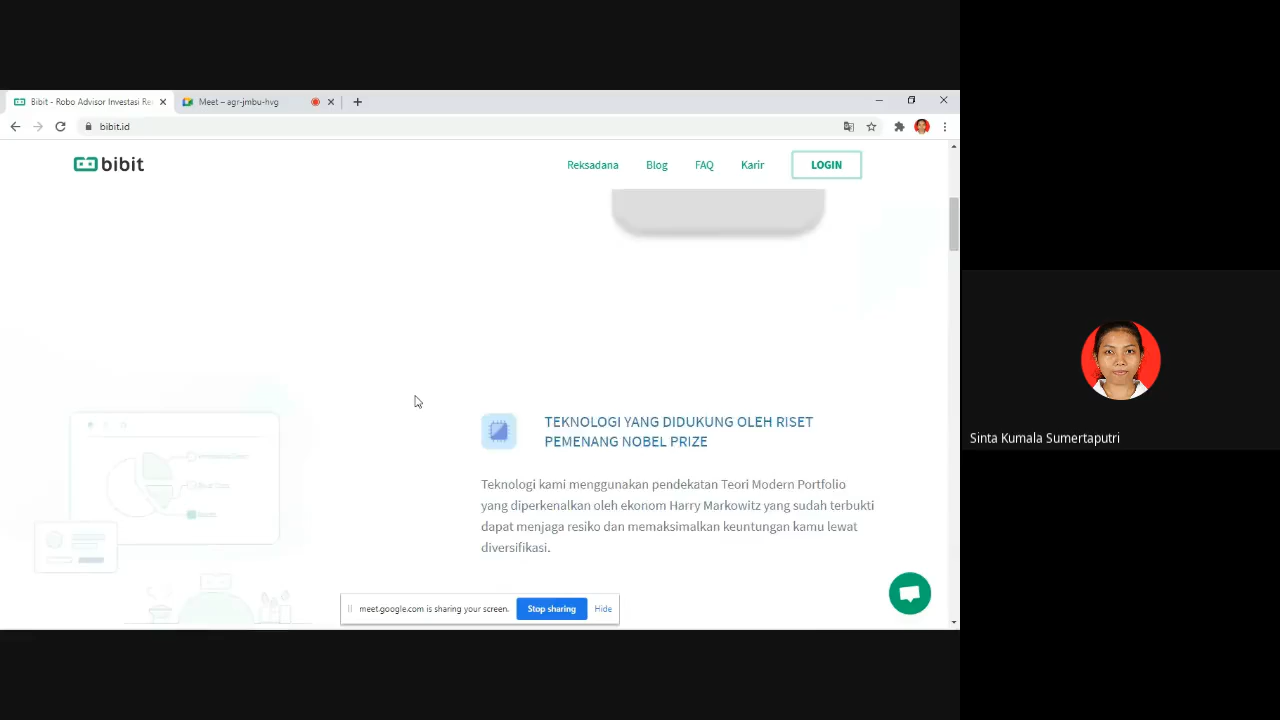 Bibit - Robo Advisor Investasi Re
Meet – agr-jmbu-hvg
bibit.id
bibit
Reksadana
Blog
FAQ
Karir
LOGIN
TEKNOLOGI YANG DIDUKUNG OLEH RISET
PEMENANG NOBEL PRIZE
Teknologi kami menggunakan pendekatan Teori Modern Portfolio
yang diperkenalkan oleh ekonom Harry Markowitz yang sudah terbukti
dapat menjaga resiko dan memaksimalkan keuntungan kamu lewat
diversifikasi.
meet.google.com is sharing your screen.
Stop sharing
Hide
Sinta Kumala Sumertaputri